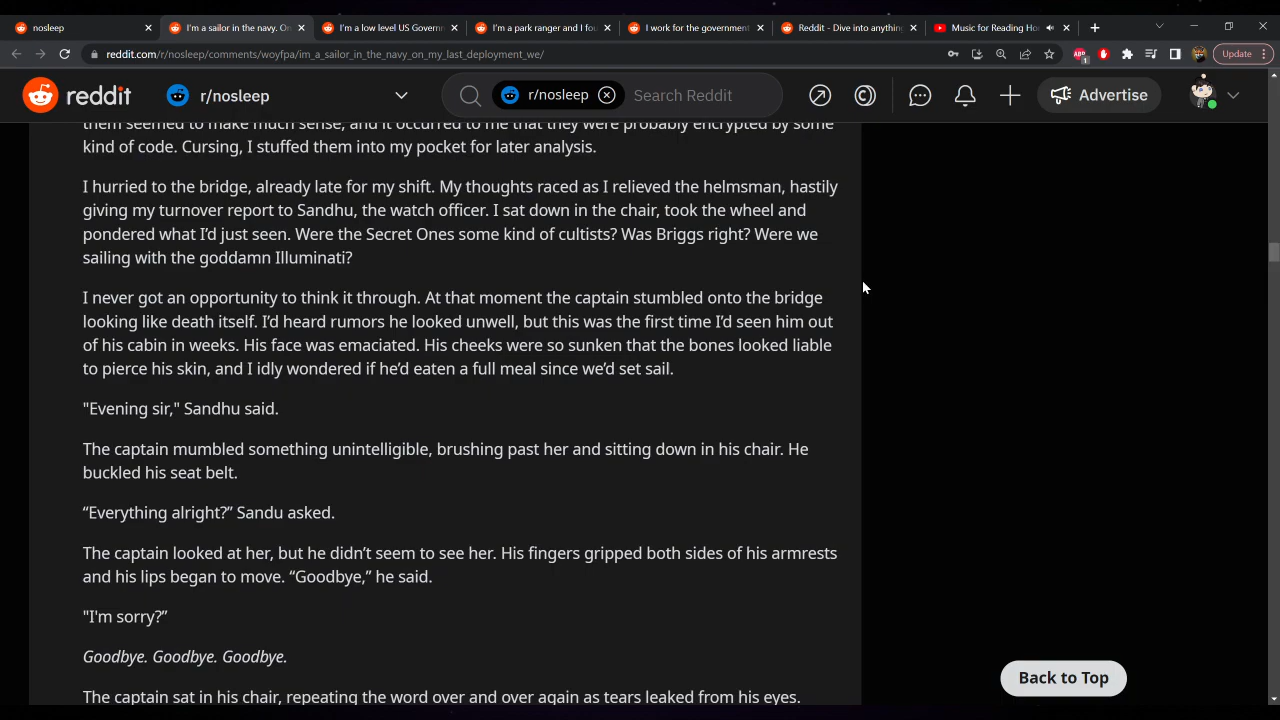 nosleep
I'm a sailor in the navy. On
I'm a low level US Governm
I'm a park ranger and I fou
I work for the government
Reddit - Dive into anything
Music for Reading Hou
reddit.com/r/nosleep/comments/woyfpa/im_a_sailor_in_the_navy_on_my_last_deployment_we/
ABP
1
Update
reddit
r/nosleep
r/nosleep
Search Reddit
Advertise
them seemed to make much sense, and it occurred to me that they were probably encrypted by some
kind of code. Cursing, I stuffed them into my pocket for later analysis.
I hurried to the bridge, already late for my shift. My thoughts raced as I relieved the helmsman, hastily
giving my turnover report to Sandhu, the watch officer. I sat down in the chair, took the wheel and
pondered what I’d just seen. Were the Secret Ones some kind of cultists? Was Briggs right? Were we
sailing with the goddamn Illuminati?
I never got an opportunity to think it through. At that moment the captain stumbled onto the bridge
looking like death itself. I’d heard rumors he looked unwell, but this was the first time I’d seen him out
of his cabin in weeks. His face was emaciated. His cheeks were so sunken that the bones looked liable
to pierce his skin, and I idly wondered if he’d eaten a full meal since we’d set sail.
"Evening sir," Sandhu said.
The captain mumbled something unintelligible, brushing past her and sitting down in his chair. He
buckled his seat belt.
“Everything alright?” Sandu asked.
The captain looked at her, but he didn’t seem to see her. His fingers gripped both sides of his armrests
and his lips began to move. “Goodbye,” he said.
"I'm sorry?”
Goodbye. Goodbye. Goodbye.
The captain sat in his chair, repeating the word over and over again as tears leaked from his eyes.
Back to Top